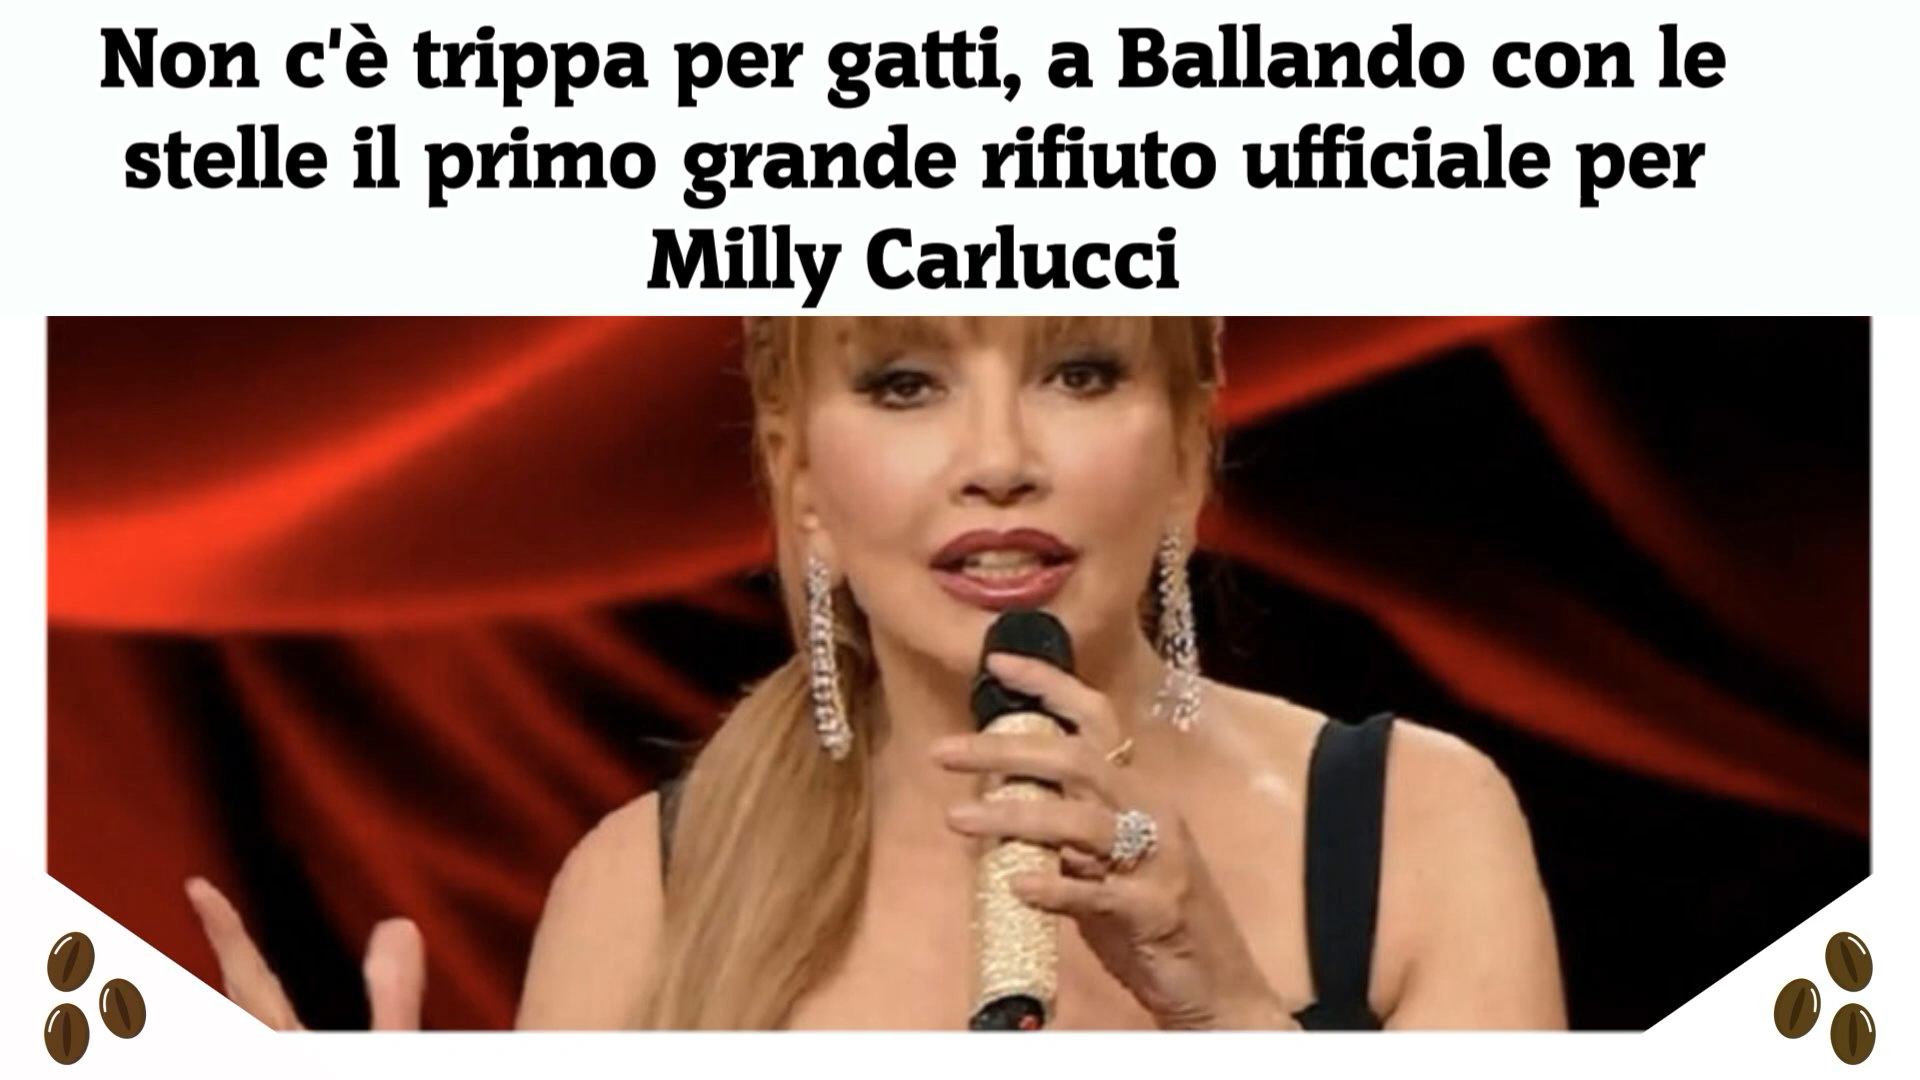 Non c'è trippa per gatti, a Ballando con le
stelle il primo grande rifiuto ufficiale per
Milly Carlucci